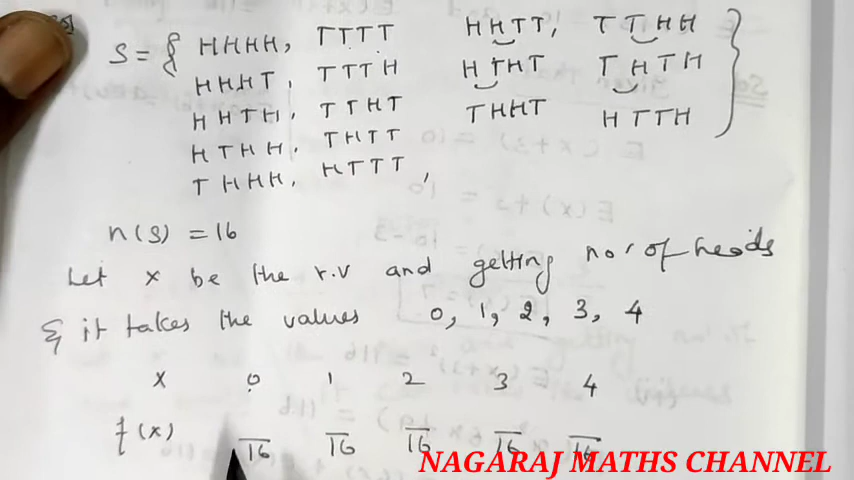 S = { HHHH, TTTT HHTT, TTHH }
HHHT, TTTH HTHT THTH
HHTH, TTHT THHT HTTH
HTHH, THTT
THHH, HTTT,
n(S) = 16
Let x be the r.v and getting no' of heads
& it takes the values 0, 1, 2, 3, 4
x 0 1 2 3 4
f(x) /16 /16 /16 /16 /16
NAGARAJ MATHS CHANNEL